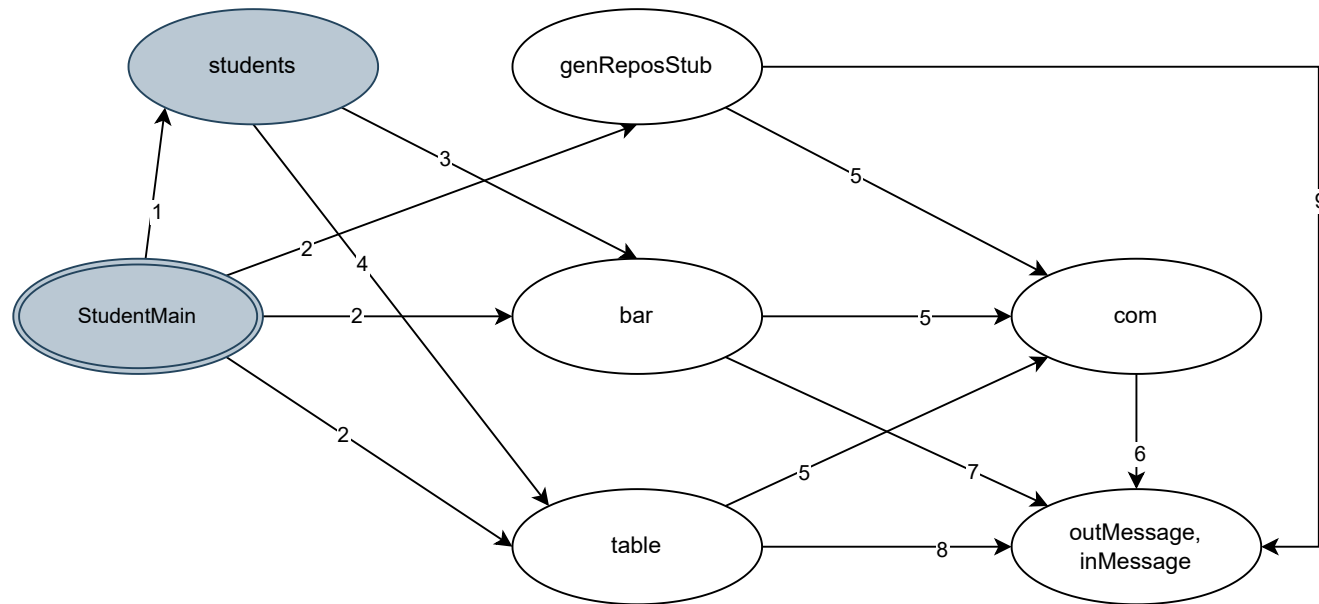 students
genReposStub
3
5
1
9
2
4
StudentMain
2
bar
5
com
2
5
7
6
table
8
outMessage,
inMessage